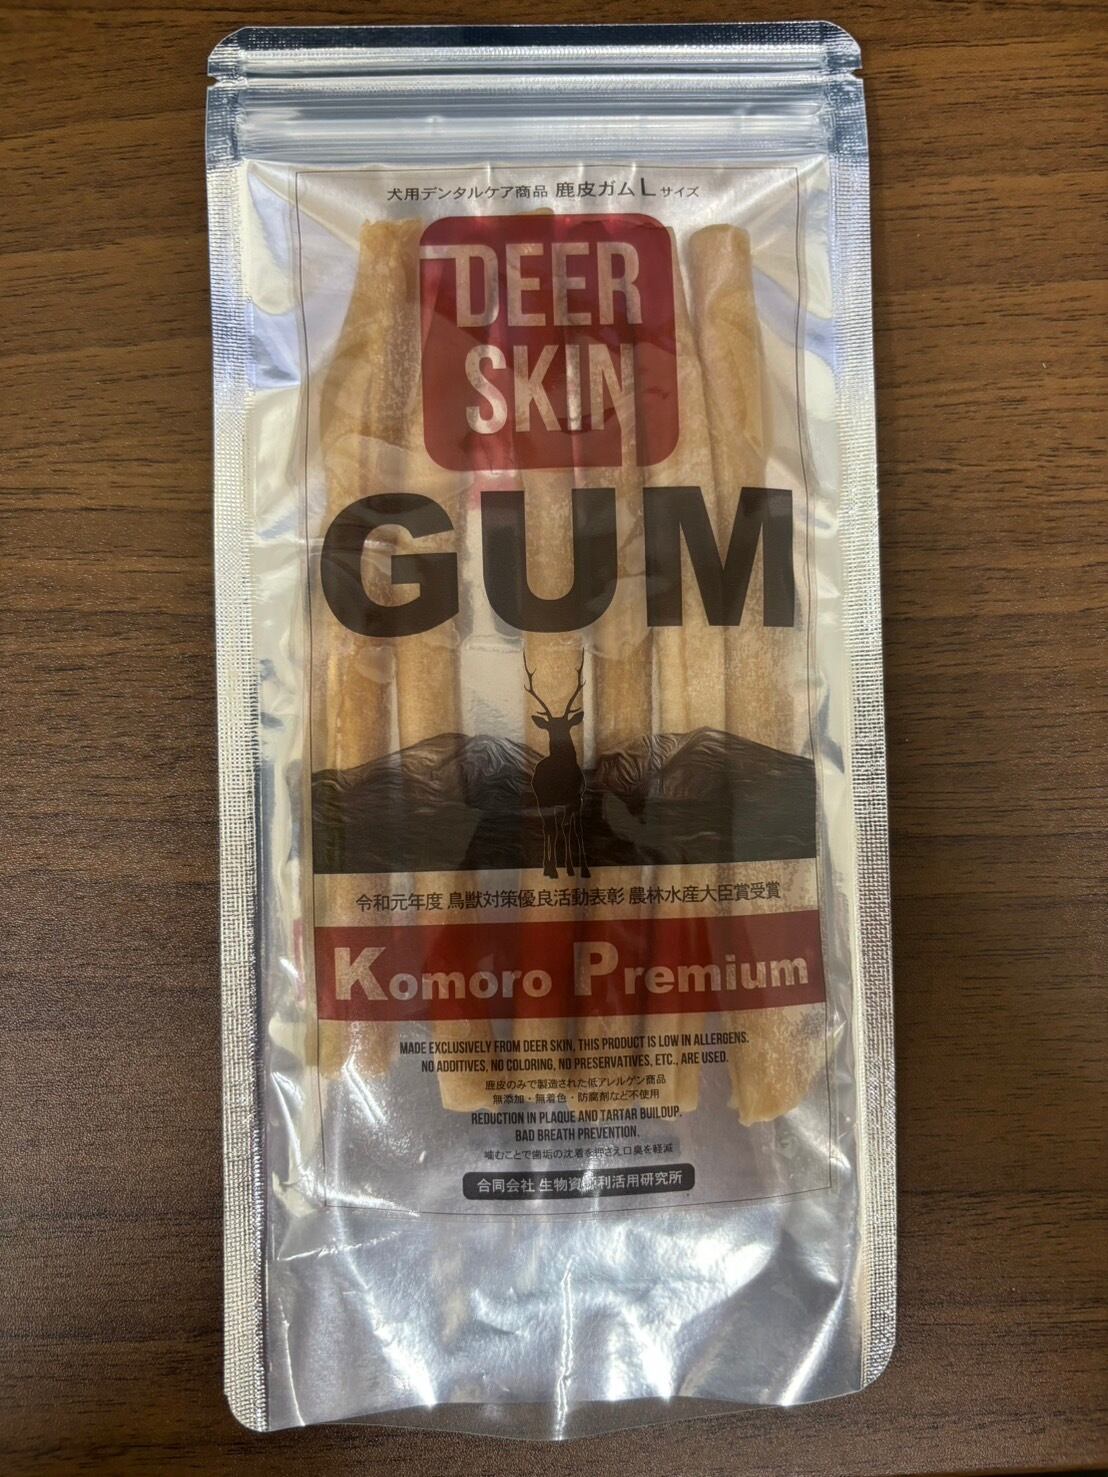 犬用デンタルケア商品 鹿皮ガムLサイズ
DEER
SKIN
GUM
令和元年度 鳥獣対策優良活動表彰 農林水産大臣賞受賞
Komoro Premium
MADE EXCLUSIVELY FROM DEER SKIN, THIS PRODUCT IS LOW IN ALLERGENS.
NO ADDITIVES, NO COLORING, NO PRESERVATIVES, ETC., ARE USED.
鹿皮のみで製造された低アレルゲン商品
無添加・無着色・防腐剤など不使用
REDUCTION IN PLAQUE AND TARTAR BUILDUP.
BAD BREATH PREVENTION.
噛むことで歯垢の沈着を押さえ口臭を軽減
合同会社 生物資源利活用研究所